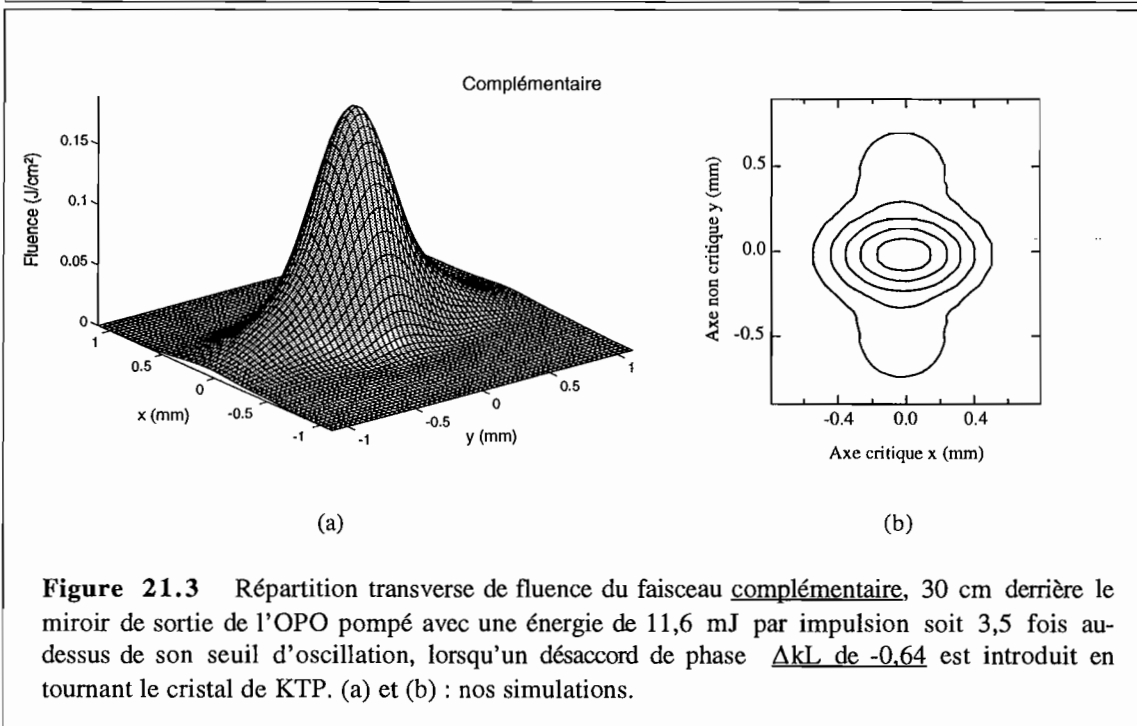 Complémentaire
Fluence (J/cm²)
0.15
0.1
0.05
0
1
0.5
0
-0.5
-1
x (mm)
-1
-0.5
0
0.5
1
y (mm)
(a)
Axe non critique y (mm)
0.5
0.0
-0.5
-0.4
0.0
0.4
Axe critique x (mm)
(b)
Figure 21.3 Répartition transverse de fluence du faisceau complémentaire, 30 cm derrière le
miroir de sortie de l'OPO pompé avec une énergie de 11,6 mJ par impulsion soit 3,5 fois au-
dessus de son seuil d'oscillation, lorsqu'un désaccord de phase ΔkL de -0,64 est introduit en
tournant le cristal de KTP. (a) et (b) : nos simulations.